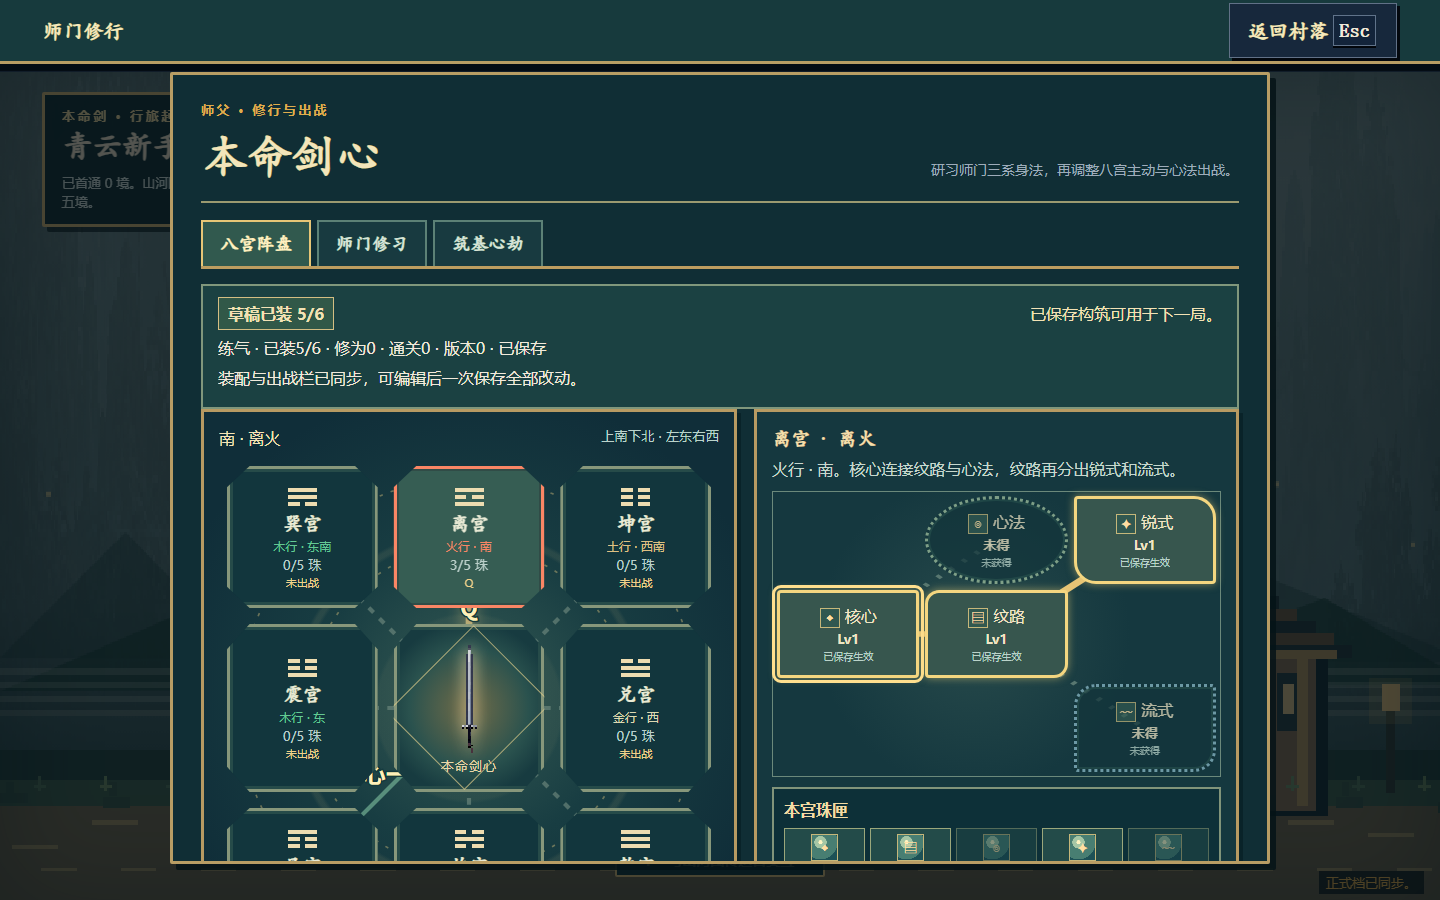 师门修行
返回村落 Esc
本命剑 · 行旅
青云新手
已首通 0 境。山河
五境。
师父 • 修行与出战
本命剑心
研习师门三系身法，再调整八宫主动与心法出战。
八宫阵盘
师门修习
筑基心劫
草稿已装 5/6
已保存构筑可用于下一局。
练气 · 已装5/6 · 修为0 · 通关0 · 版本0 · 已保存
装配与出战栏已同步，可编辑后一次保存全部改动。
南 · 离火
上南下北 · 左东右西
巽宫
木行 · 东南
0/5 珠
未出战
离宫
火行 · 南
3/5 珠
Q
坤宫
土行 · 西南
0/5 珠
未出战
Q
震宫
木行 · 东
0/5 珠
未出战
本命剑心
兑宫
金行 · 西
0/5 珠
未出战
心一
离宫 · 离火
火行 · 南。核心连接纹路与心法，纹路再分出锐式和流式。
心法
未得
未获得
锐式
Lv1
已保存生效
核心
Lv1
已保存生效
纹路
Lv1
已保存生效
流式
未得
未获得
本宫珠匣
正式档已同步。